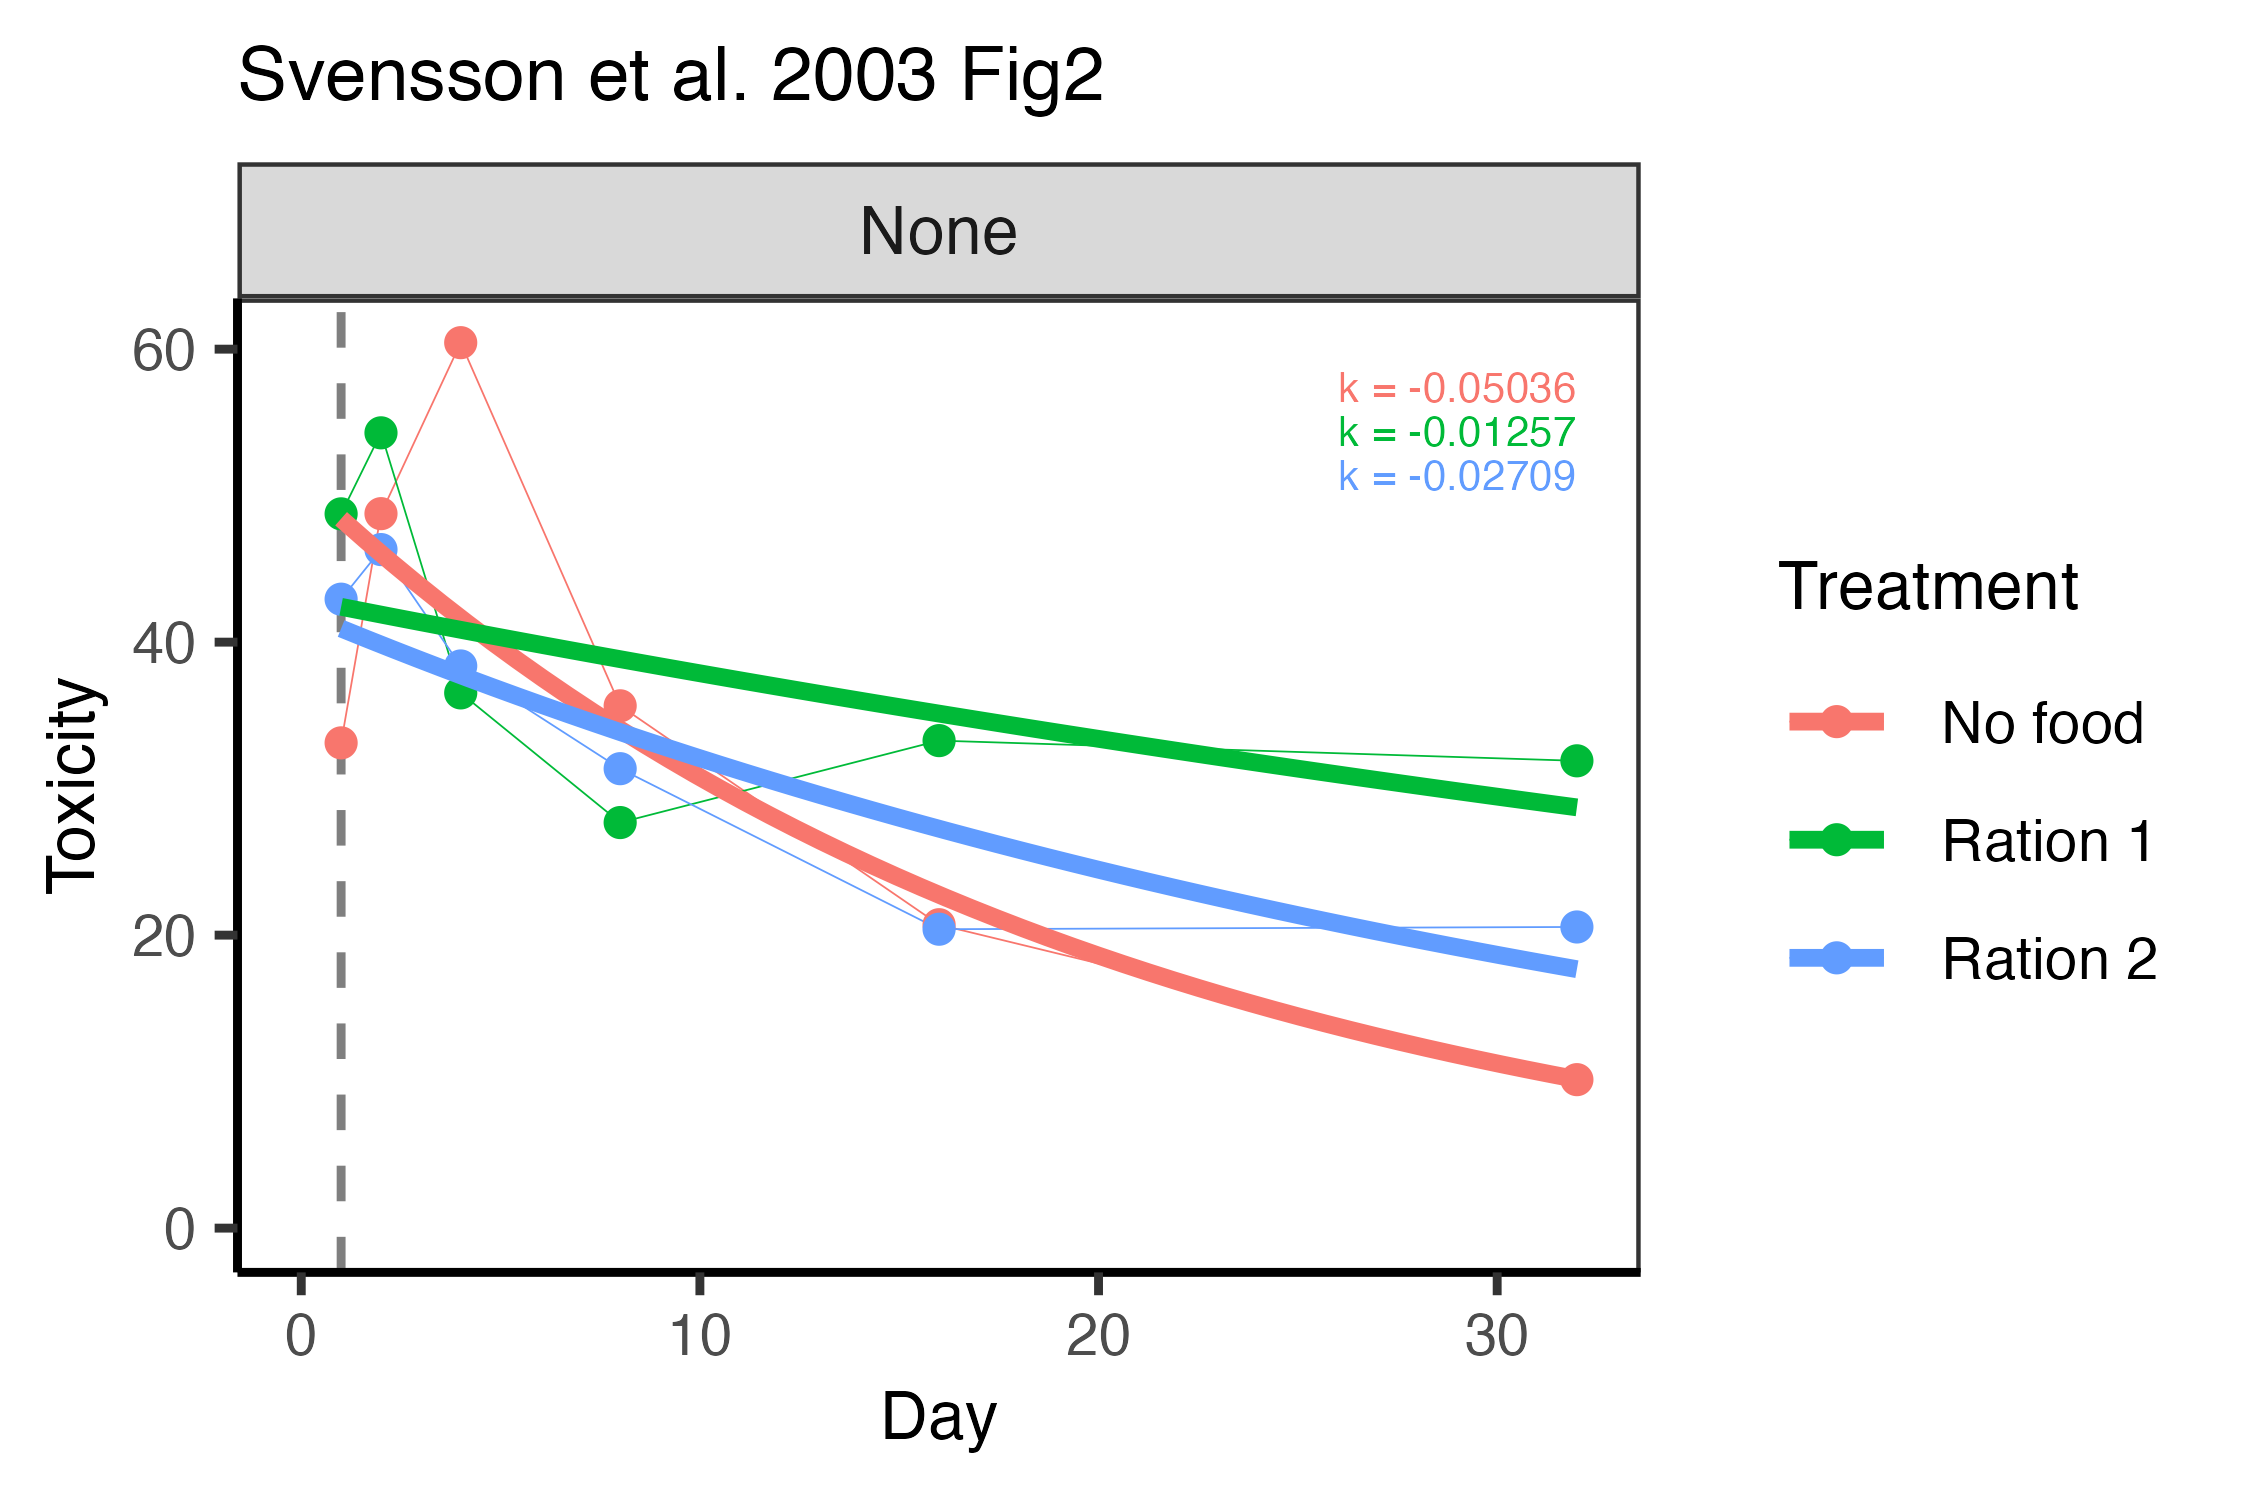 Svensson et al. 2003 Fig2
None
k = -0.05036
k = -0.01257
k = -0.02709
60
40
20
0
Toxicity
0 10 20 30
Day
Treatment
No food
Ration 1
Ration 2